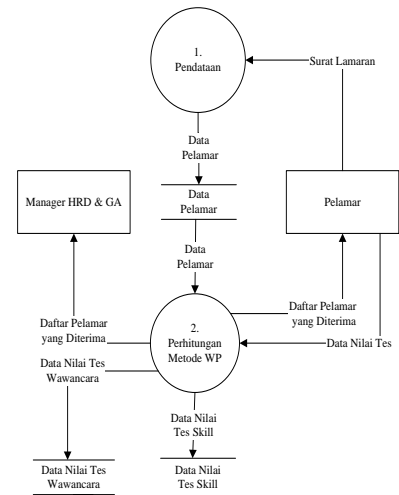 1.
Pendataan
Surat Lamaran
Data
Pelamar
Data
Pelamar
Manager HRD & GA
Pelamar
Data
Pelamar
Daftar Pelamar
yang Diterima
2.
Perhitungan
Metode WP
Daftar Pelamar
yang Diterima
Data Nilai Tes
Data Nilai Tes
Wawancara
Data Nilai
Tes Skill
Data Nilai Tes
Wawancara
Data Nilai
Tes Skill